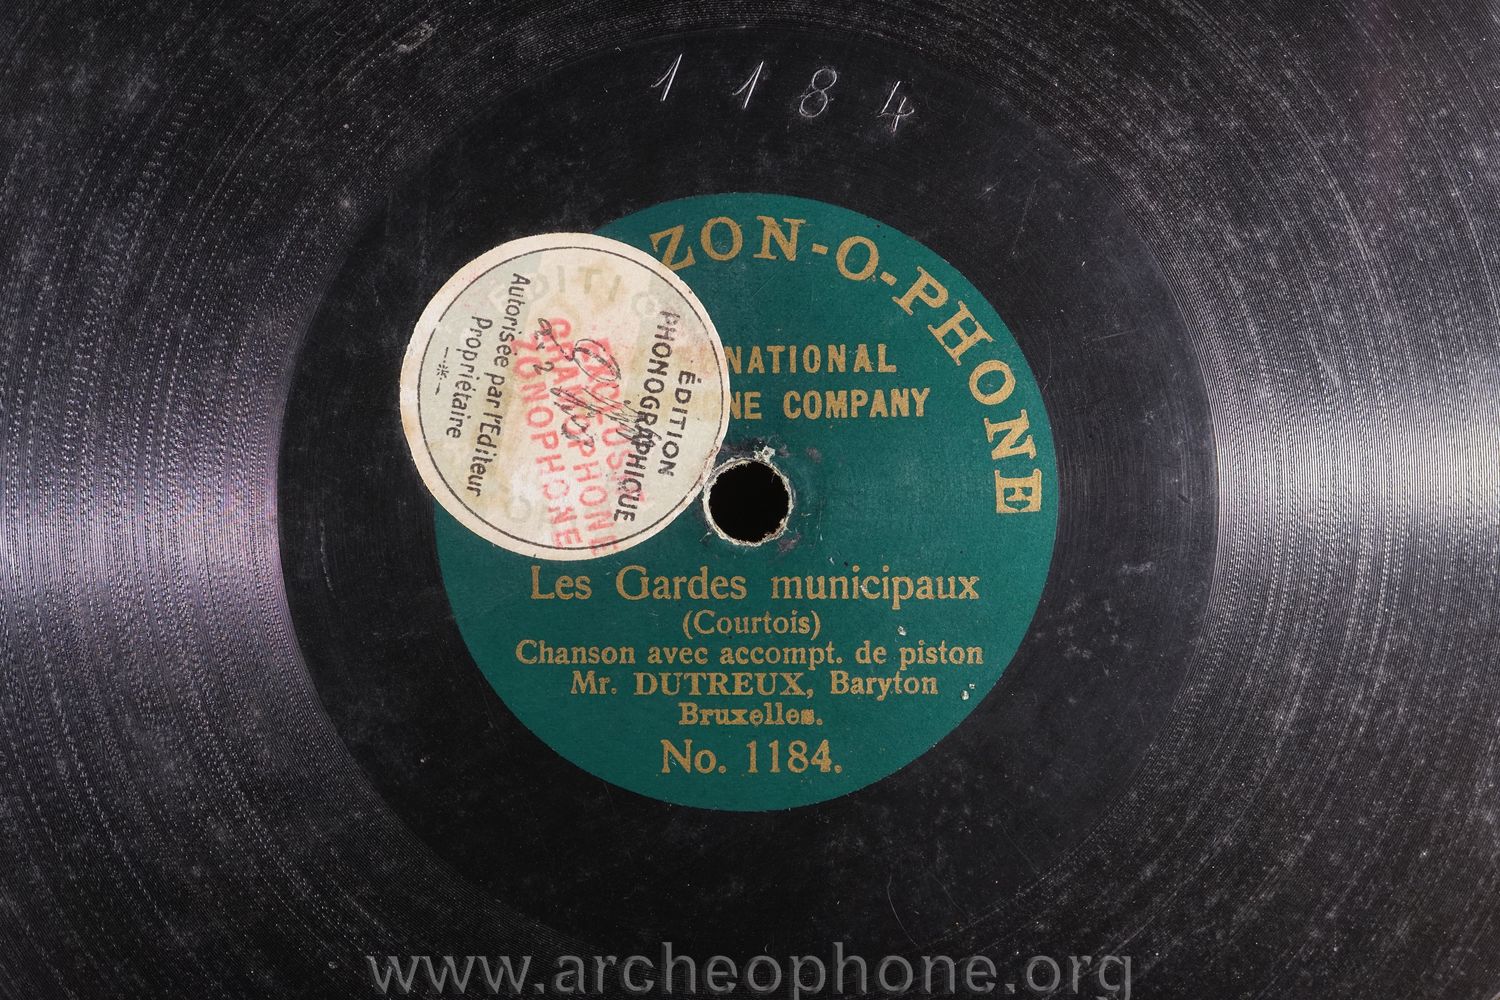 1184
ZON-O-PHONE
NATIONAL
NE COMPANY
ÉDITION
PHONOGRAPHIQUE
GRAMOPHONE
ZONOPHONE
Autorisée par l'Editeur
Propriétaire
Les Gardes municipaux
(Courtois)
Chanson avec accompt. de piston
Mr. DUTREUX, Baryton
Bruxelles.
No. 1184.
www.archeophone.org